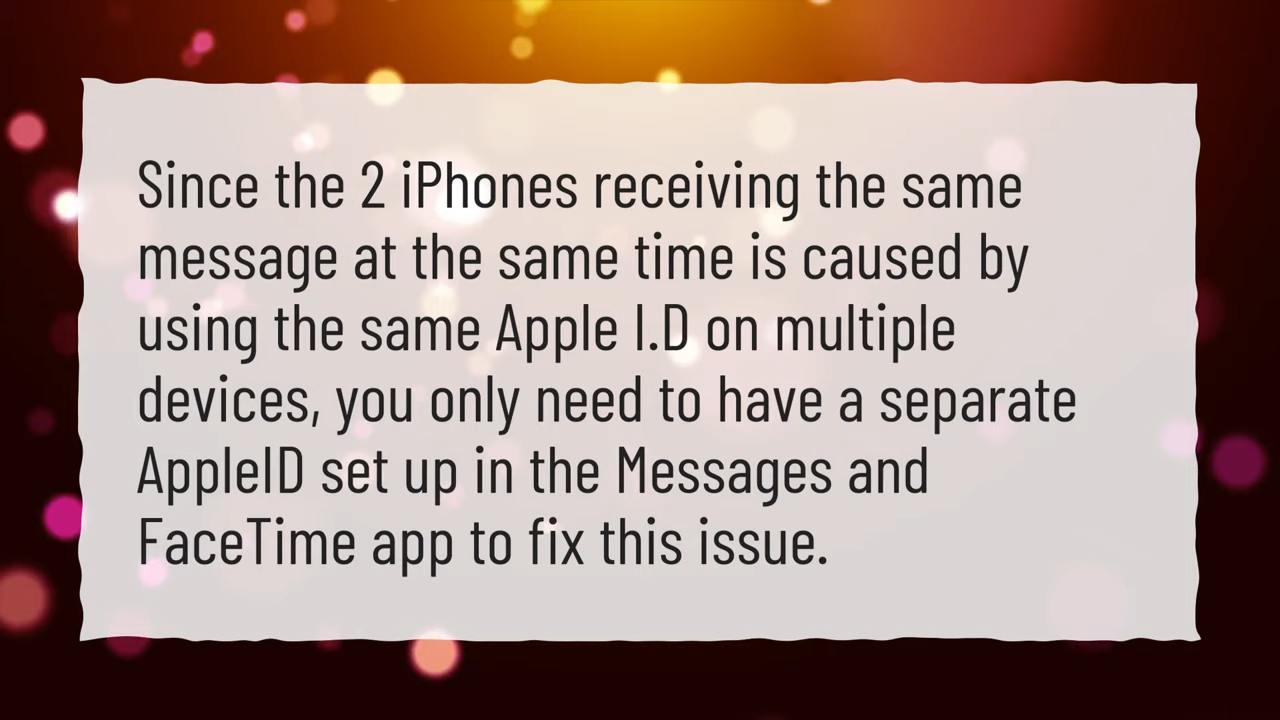 Since the 2 iPhones receiving the same
message at the same time is caused by
using the same Apple I.D on multiple
devices, you only need to have a separate
AppleID set up in the Messages and
FaceTime app to fix this issue.